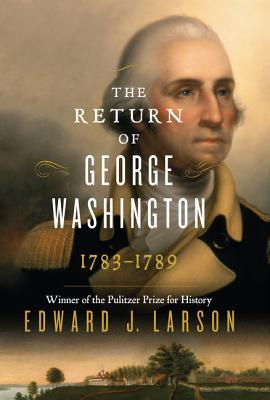 THE
RETURN
OF
GEORGE
WASHINGTON
1783–1789
Winner of the Pulitzer Prize for History
EDWARD J. LARSON